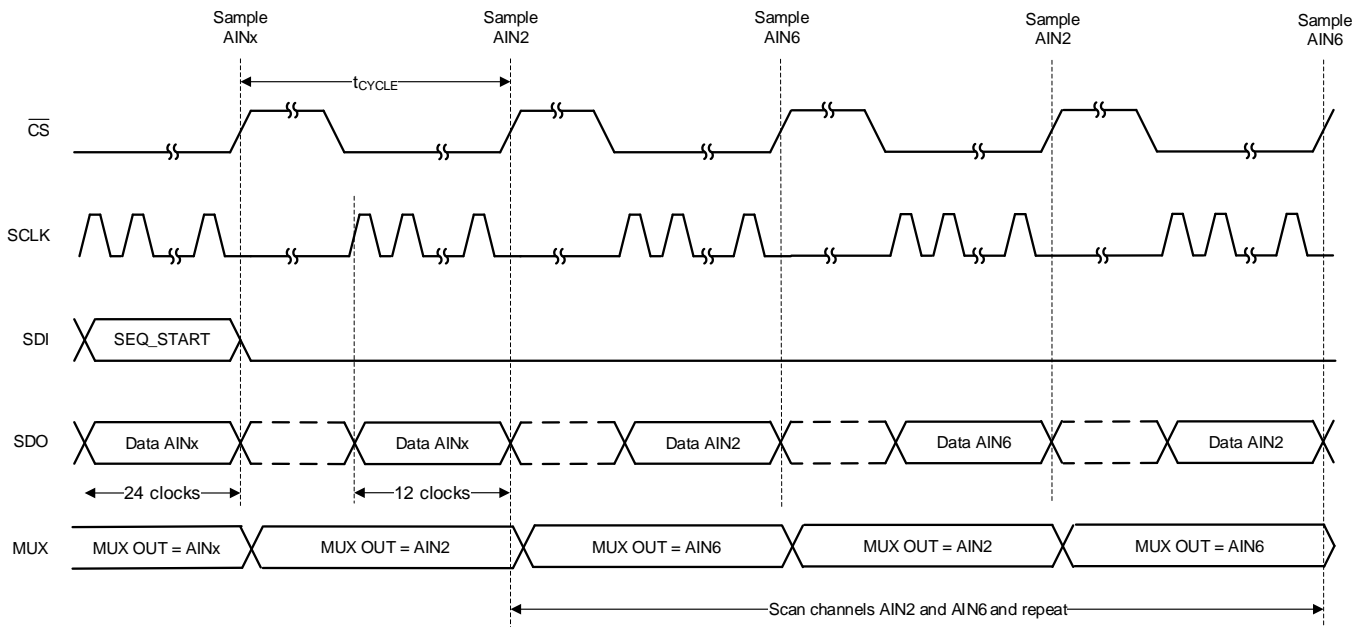 Sample
AINx
Sample
AIN2
Sample
AIN6
Sample
AIN2
Sample
AIN6
tCYCLE
CS
SCLK
SDI
SEQ_START
SDO
Data AINx
Data AINx
Data AIN2
Data AIN6
Data AIN2
24 clocks
12 clocks
MUX
MUX OUT = AINx
MUX OUT = AIN2
MUX OUT = AIN6
MUX OUT = AIN2
MUX OUT = AIN6
Scan channels AIN2 and AIN6 and repeat